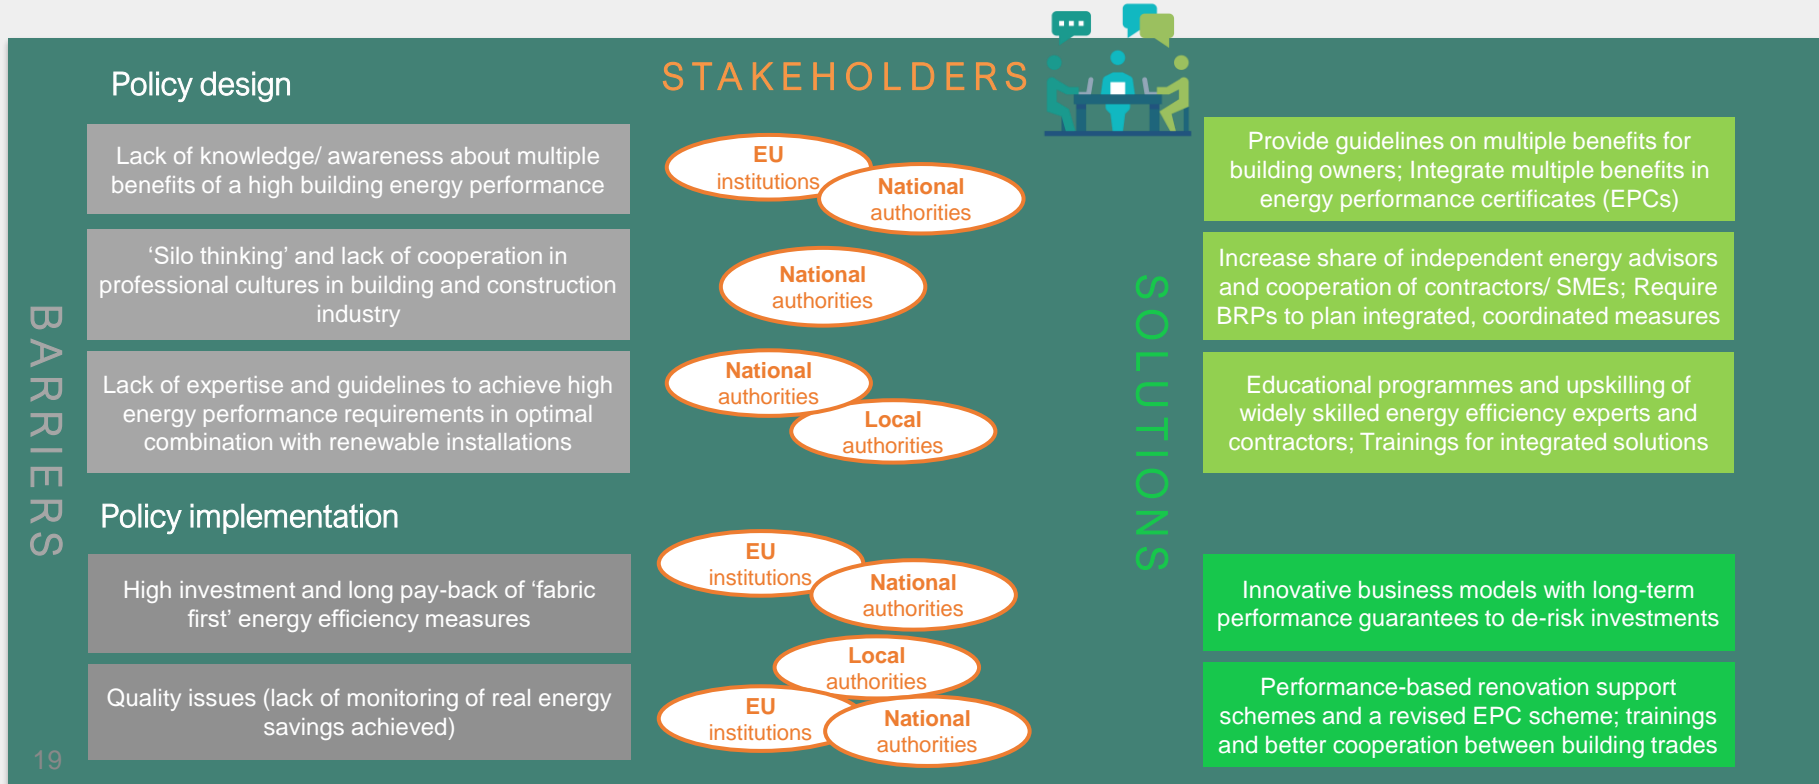 Policy design
STAKEHOLDERS
BARRIERS
SOLUTIONS
Lack of knowledge/ awareness about multiple
benefits of a high building energy performance
EU
institutions
National
authorities
Provide guidelines on multiple benefits for
building owners; Integrate multiple benefits in
energy performance certificates (EPCs)
‘Silo thinking’ and lack of cooperation in
professional cultures in building and construction
industry
National
authorities
Increase share of independent energy advisors
and cooperation of contractors/ SMEs; Require
BRPs to plan integrated, coordinated measures
Lack of expertise and guidelines to achieve high
energy performance requirements in optimal
combination with renewable installations
National
authorities
Local
authorities
Educational programmes and upskilling of
widely skilled energy efficiency experts and
contractors; Trainings for integrated solutions
Policy implementation
High investment and long pay-back of ‘fabric
first’ energy efficiency measures
EU
institutions
National
authorities
Innovative business models with long-term
performance guarantees to de-risk investments
Quality issues (lack of monitoring of real energy
savings achieved)
Local
authorities
EU
institutions
National
authorities
Performance-based renovation support
schemes and a revised EPC scheme; trainings
and better cooperation between building trades
19